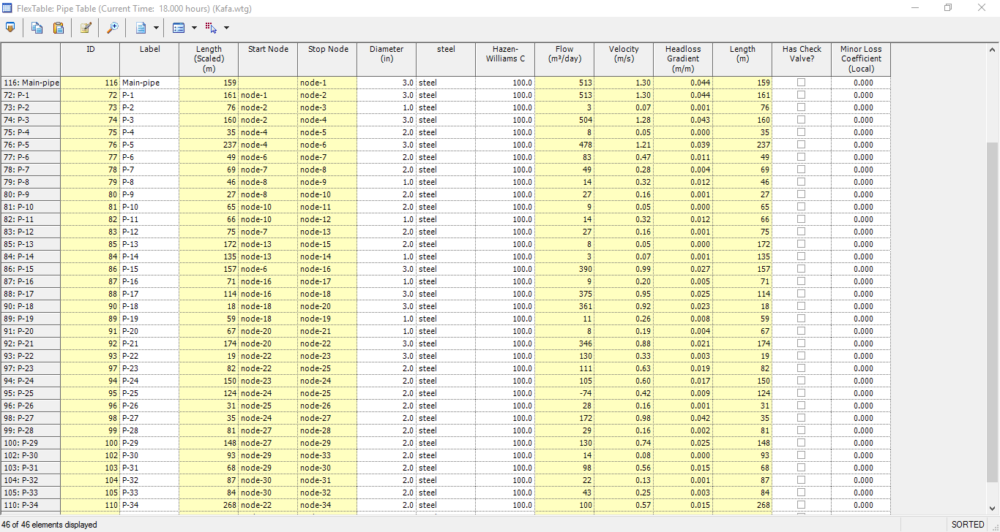 FlexTable: Pipe Table (Current Time:  18.000 hours) (Kafa.wtg)
ID Label Length (Scaled) (m) Start Node Stop Node Diameter (in) steel Hazen-Williams C Flow (m³/day) Velocity (m/s) Headloss Gradient (m/m) Length (m) Has Check Valve? Minor Loss Coefficient (Local)
116: Main-pipe 116 Main-pipe 159 node-1 3.0 steel 100.0 513 1.30 0.044 159 0.000
72: P-1 72 P-1 161 node-1 node-2 3.0 steel 100.0 513 1.30 0.044 161 0.000
73: P-2 73 P-2 76 node-2 node-3 1.0 steel 100.0 3 0.07 0.001 76 0.000
74: P-3 74 P-3 160 node-2 node-4 3.0 steel 100.0 504 1.28 0.043 160 0.000
75: P-4 75 P-4 35 node-4 node-5 2.0 steel 100.0 8 0.05 0.000 35 0.000
76: P-5 76 P-5 237 node-4 node-6 3.0 steel 100.0 478 1.21 0.039 237 0.000
77: P-6 77 P-6 49 node-6 node-7 2.0 steel 100.0 83 0.47 0.011 49 0.000
78: P-7 78 P-7 69 node-7 node-8 2.0 steel 100.0 49 0.28 0.004 69 0.000
79: P-8 79 P-8 46 node-8 node-9 1.0 steel 100.0 14 0.32 0.012 46 0.000
80: P-9 80 P-9 27 node-8 node-10 2.0 steel 100.0 27 0.16 0.001 27 0.000
81: P-10 81 P-10 65 node-10 node-11 2.0 steel 100.0 9 0.05 0.000 65 0.000
82: P-11 82 P-11 66 node-10 node-12 1.0 steel 100.0 14 0.32 0.012 66 0.000
83: P-12 83 P-12 75 node-7 node-13 2.0 steel 100.0 27 0.16 0.001 75 0.000
85: P-13 85 P-13 172 node-13 node-15 2.0 steel 100.0 8 0.05 0.000 172 0.000
84: P-14 84 P-14 135 node-13 node-14 1.0 steel 100.0 3 0.07 0.001 135 0.000
86: P-15 86 P-15 157 node-6 node-16 3.0 steel 100.0 390 0.99 0.027 157 0.000
87: P-16 87 P-16 71 node-16 node-17 1.0 steel 100.0 9 0.20 0.005 71 0.000
88: P-17 88 P-17 114 node-16 node-18 3.0 steel 100.0 375 0.95 0.025 114 0.000
90: P-18 90 P-18 18 node-18 node-20 3.0 steel 100.0 361 0.92 0.023 18 0.000
89: P-19 89 P-19 59 node-18 node-19 1.0 steel 100.0 11 0.26 0.008 59 0.000
91: P-20 91 P-20 67 node-20 node-21 1.0 steel 100.0 8 0.19 0.004 67 0.000
92: P-21 92 P-21 174 node-20 node-22 3.0 steel 100.0 346 0.88 0.021 174 0.000
93: P-22 93 P-22 19 node-22 node-23 3.0 steel 100.0 130 0.33 0.003 19 0.000
97: P-23 97 P-23 82 node-22 node-25 2.0 steel 100.0 111 0.63 0.019 82 0.000
94: P-24 94 P-24 150 node-23 node-24 2.0 steel 100.0 105 0.60 0.017 150 0.000
95: P-25 95 P-25 124 node-24 node-25 2.0 steel 100.0 -74 0.42 0.009 124 0.000
96: P-26 96 P-26 31 node-25 node-26 2.0 steel 100.0 28 0.16 0.001 31 0.000
98: P-27 98 P-27 35 node-24 node-27 2.0 steel 100.0 172 0.98 0.042 35 0.000
99: P-28 99 P-28 81 node-27 node-28 2.0 steel 100.0 29 0.16 0.002 81 0.000
100: P-29 100 P-29 148 node-27 node-29 2.0 steel 100.0 130 0.74 0.025 148 0.000
102: P-30 102 P-30 93 node-29 node-33 2.0 steel 100.0 14 0.08 0.000 93 0.000
103: P-31 103 P-31 68 node-29 node-30 2.0 steel 100.0 98 0.56 0.015 68 0.000
104: P-32 104 P-32 87 node-30 node-31 2.0 steel 100.0 22 0.13 0.001 87 0.000
105: P-33 105 P-33 84 node-30 node-32 2.0 steel 100.0 43 0.25 0.003 84 0.000
110: P-34 110 P-34 268 node-22 node-34 2.0 steel 100.0 100 0.57 0.015 268 0.000
46 of 46 elements displayed SORTED